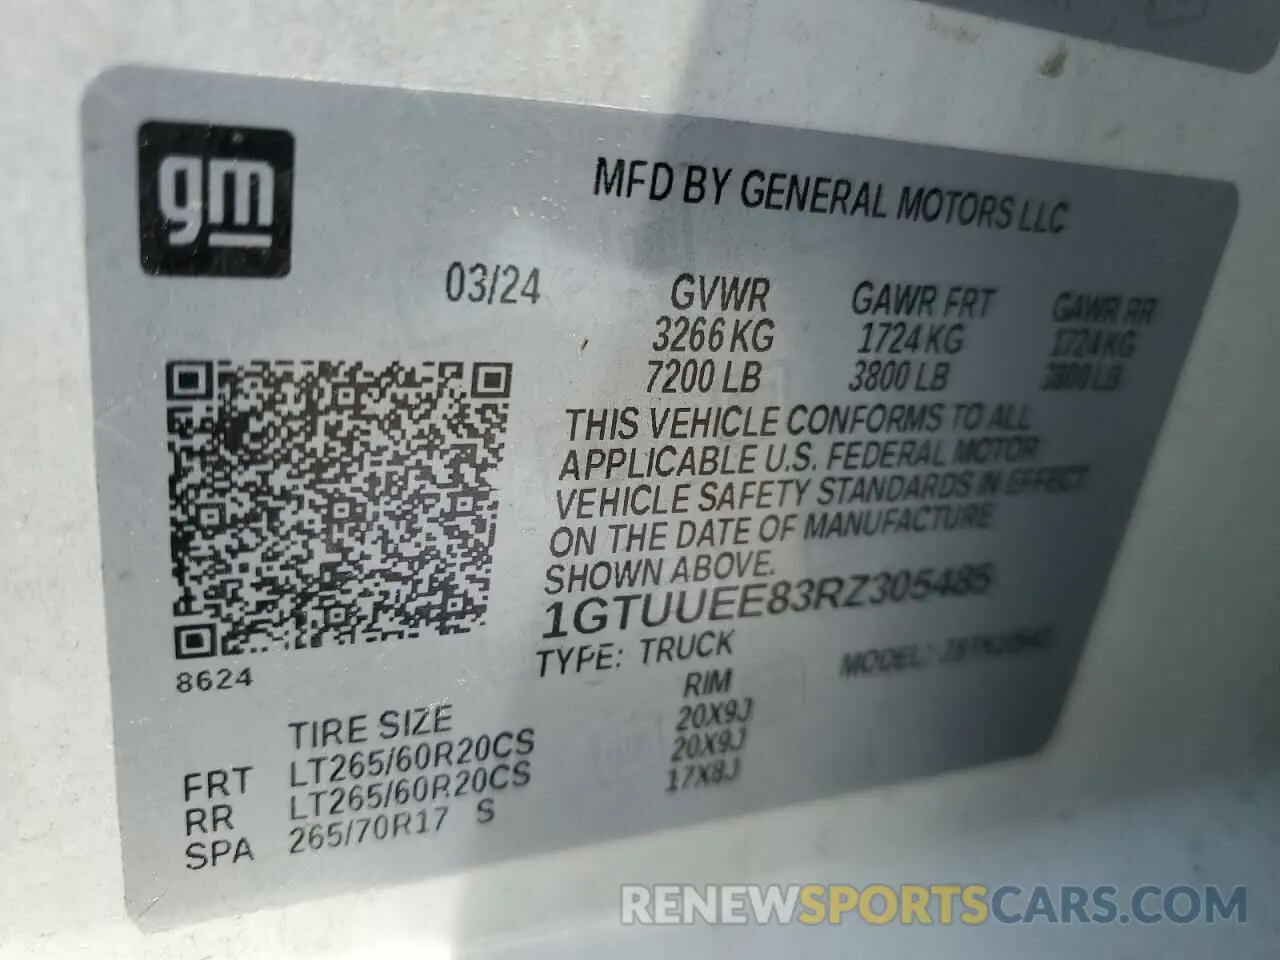 gm
MFD BY GENERAL MOTORS LLC
03/24 GVWR GAWR FRT GAWR RR
3266 KG 1724 KG 1724 KG
7200 LB 3800 LB 3800 LB
THIS VEHICLE CONFORMS TO ALL
APPLICABLE U.S. FEDERAL MOTOR
VEHICLE SAFETY STANDARDS IN EFFECT
ON THE DATE OF MANUFACTURE
SHOWN ABOVE.
1GTUUEE83RZ305485
8624
TYPE: TRUCK MODEL:
TIRE SIZE RIM
FRT LT265/60R20CS 20X9J
RR LT265/60R20CS 20X9J
SPA 265/70R17 S 17X8J
RENEWSPORTSCARS.COM